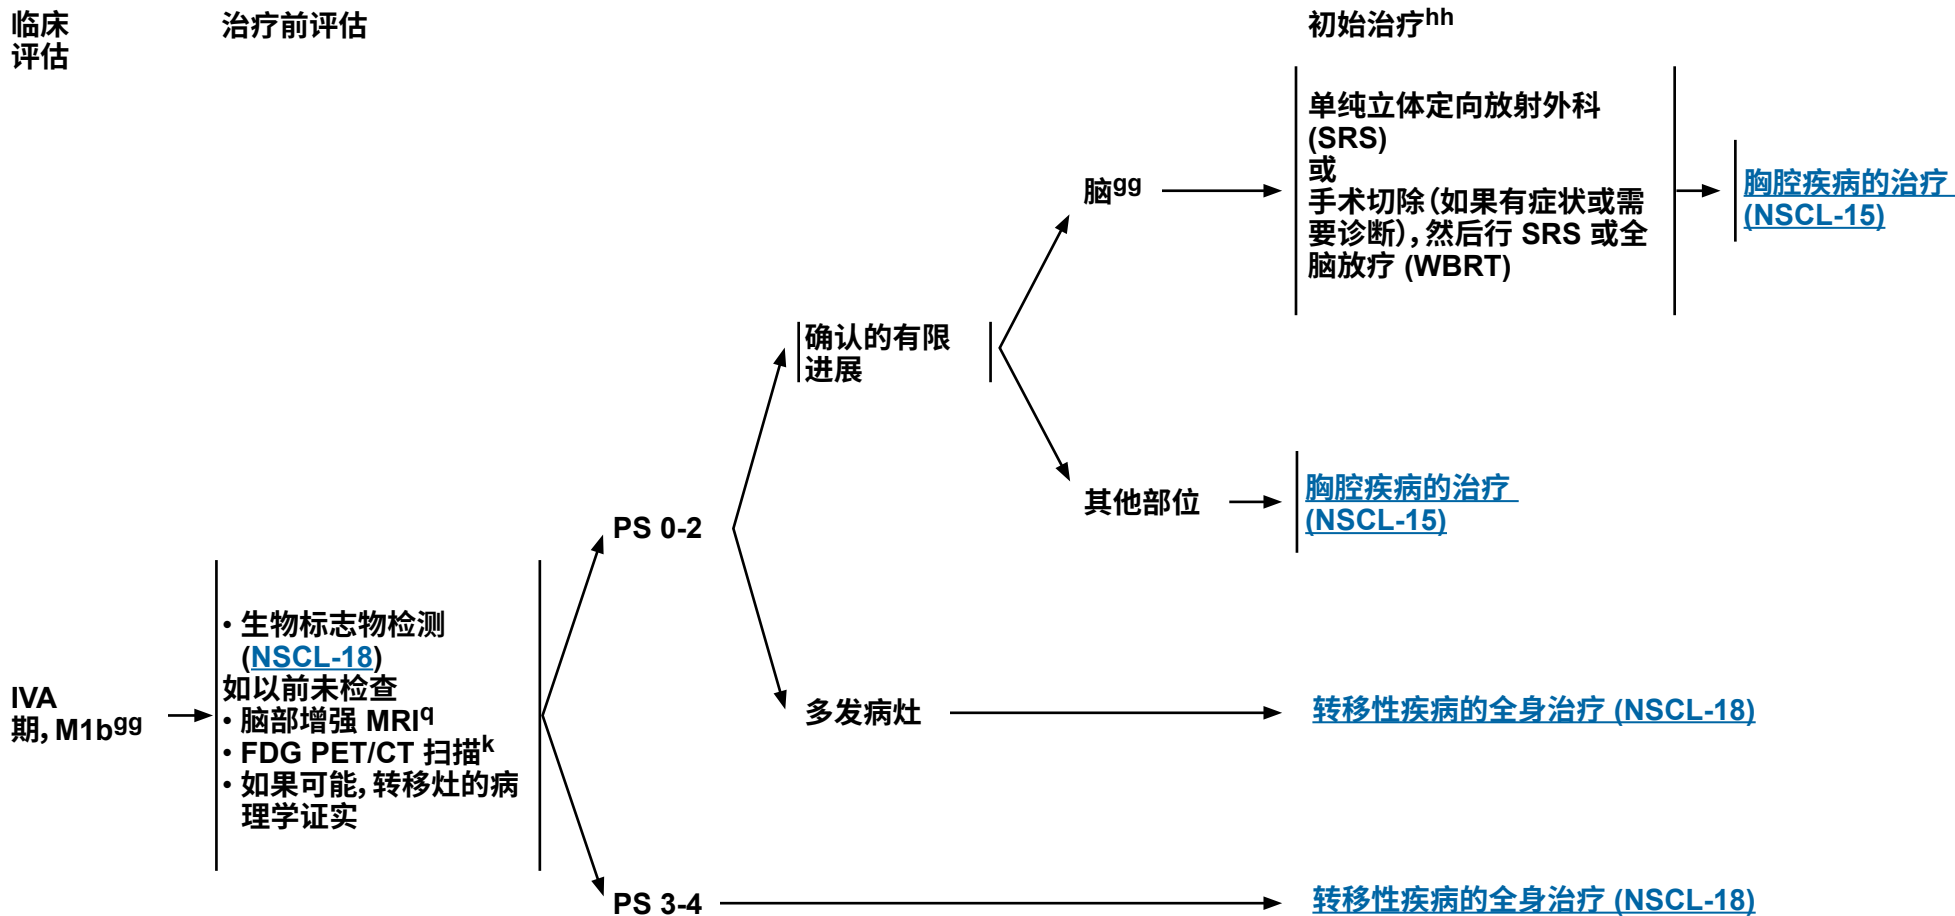 临床
评估
治疗前评估
初始治疗hh
单纯立体定向放射外科
(SRS)
或
手术切除（如果有症状或需
要诊断），然后行 SRS 或全
脑放疗 (WBRT)
胸腔疾病的治疗
(NSCL-15)
脑gg
确认的有限
进展
其他部位
胸腔疾病的治疗
(NSCL-15)
PS 0-2
• 生物标志物检测
(NSCL-18)
如以前未检查
• 脑部增强 MRIq
• FDG PET/CT 扫描k
• 如果可能，转移灶的病
理学证实
IVA
期，M1bgg
多发病灶
转移性疾病的全身治疗 (NSCL-18)
PS 3-4
转移性疾病的全身治疗 (NSCL-18)